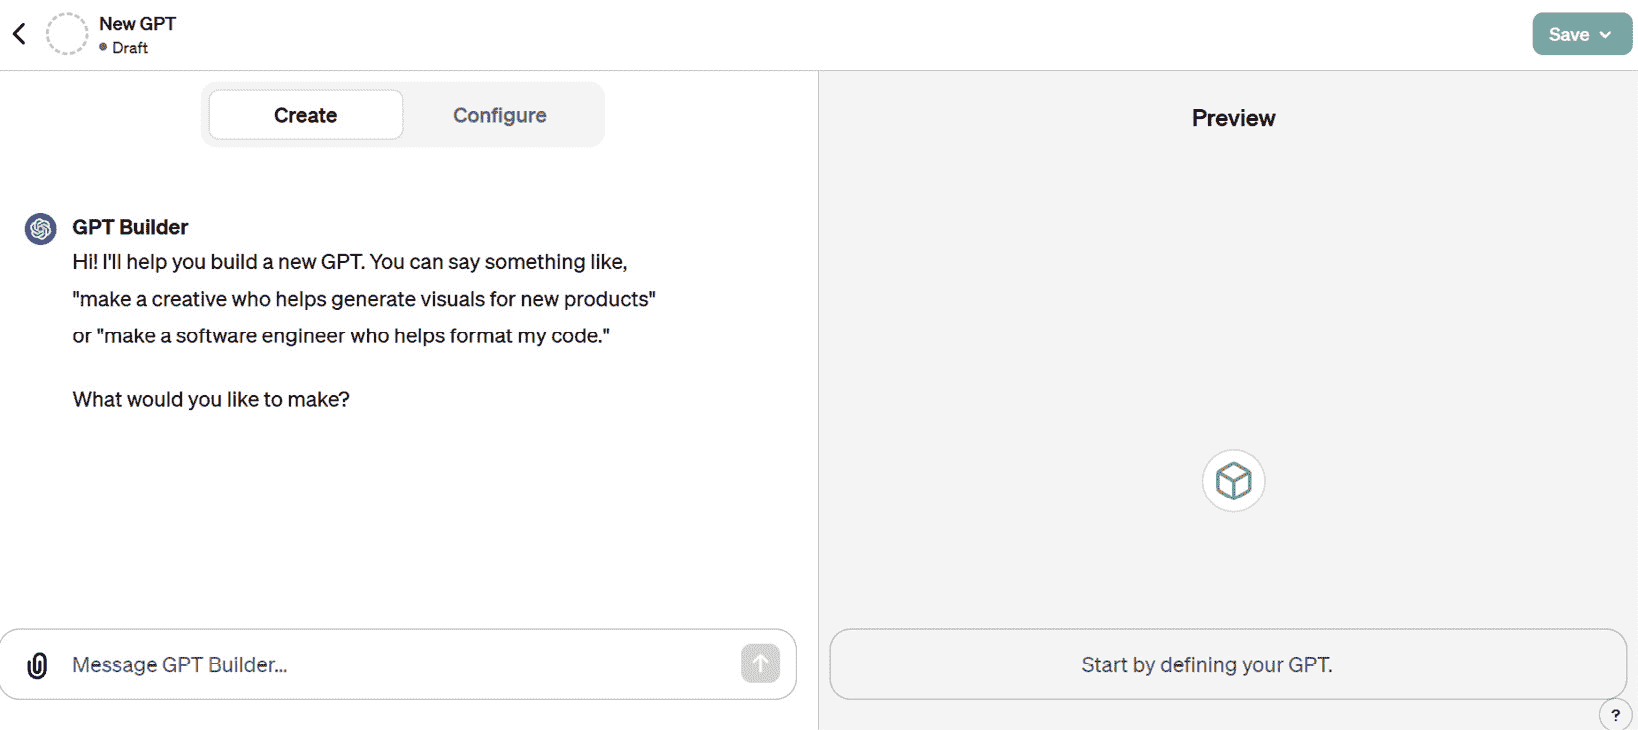 New GPT
Draft
Save
Create
Configure
Preview
GPT Builder
Hi! I'll help you build a new GPT. You can say something like,
"make a creative who helps generate visuals for new products"
or "make a software engineer who helps format my code."
What would you like to make?
Message GPT Builder...
Start by defining your GPT.
?